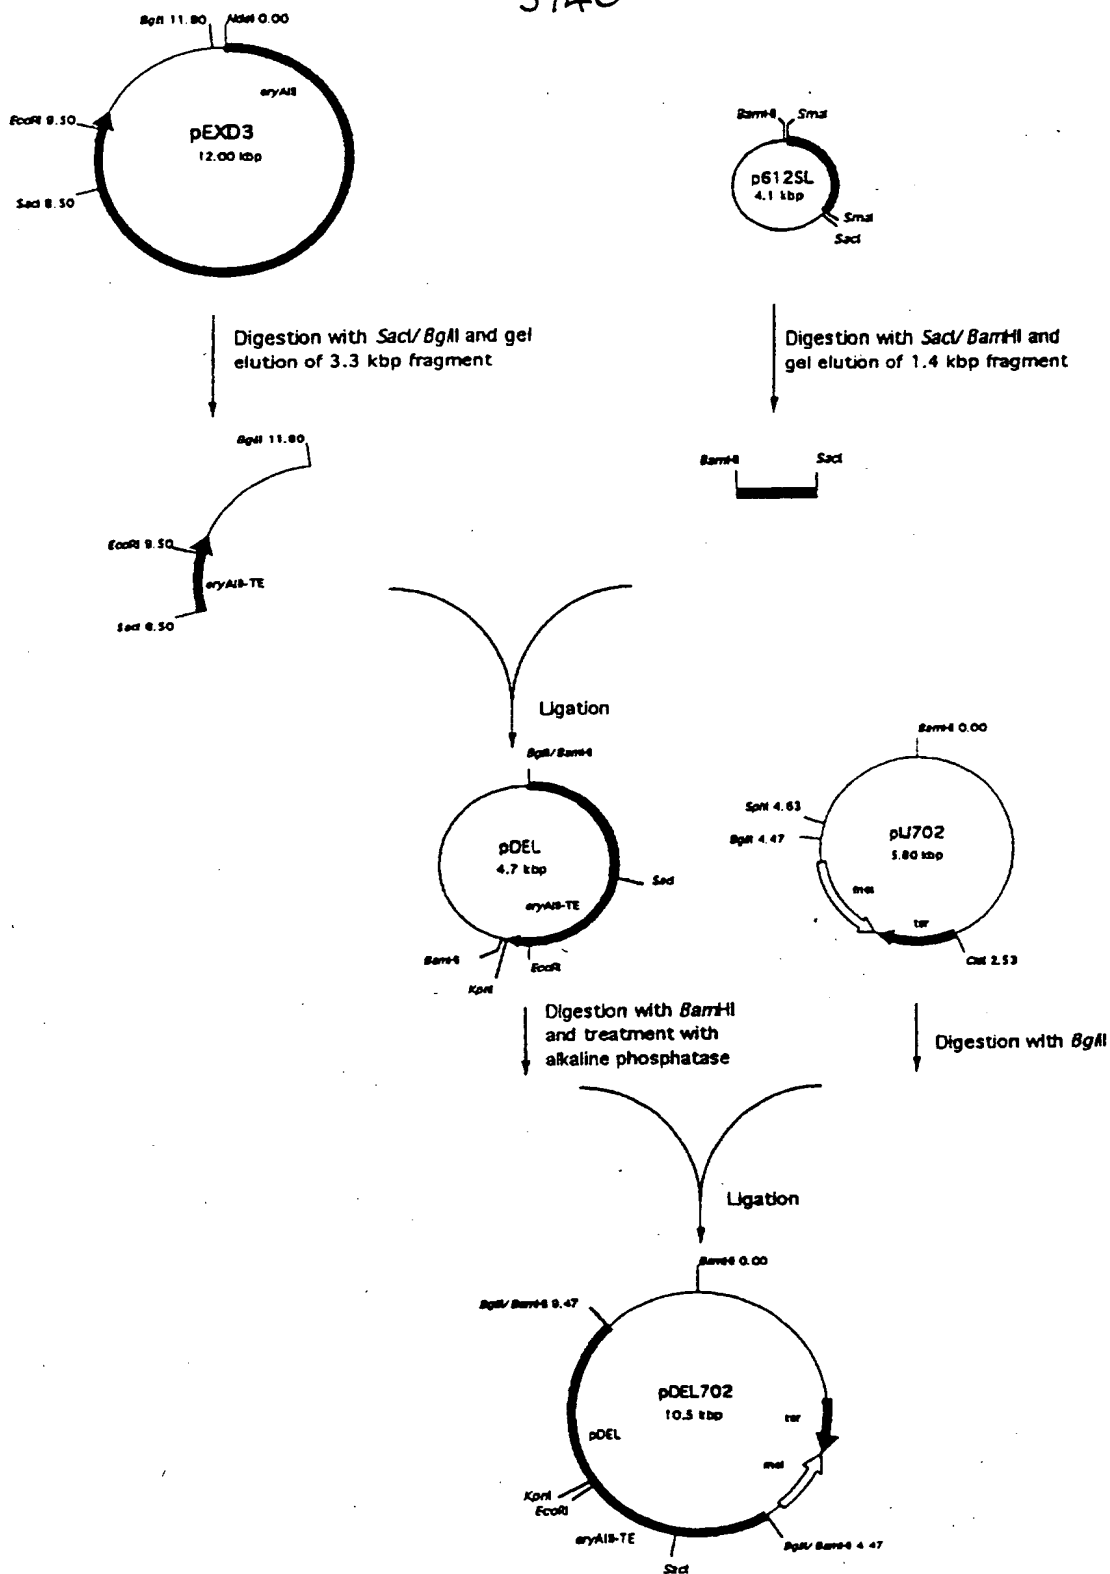 5940
BglII 11.80 NdeI 0.00
eryAIII
EcoRI 9.50
pEXD3
12.00 kbp
SacI 8.50
BamHI SmaI
p612SL
4.1 kbp
SmaI
SacI
Digestion with SacI/BglII and gel
elution of 3.3 kbp fragment
Digestion with SacI/BamHI and
gel elution of 1.4 kbp fragment
BglII 11.80
BamHI SacI
EcoRI 9.50
eryAIII-TE
SacI 8.50
Ligation
BglII/BamHI
BamHI 0.00
SphI 4.63
BglII 4.47
pIJ702
5.80 kbp
pDEL
4.7 kbp
SacI
mel
eryAIII-TE
tsr
BamHI
EcoRI
ClaI 2.53
KpnI
Digestion with BamHI
and treatment with
alkaline phosphatase
Digestion with BglII
Ligation
BamHI 0.00
BglII/BamHI 9.47
pDEL702
10.5 kbp
tsr
pDEL
mel
KpnI
EcoRI
eryAIII-TE
BglII/BamHI 4.47
SacI